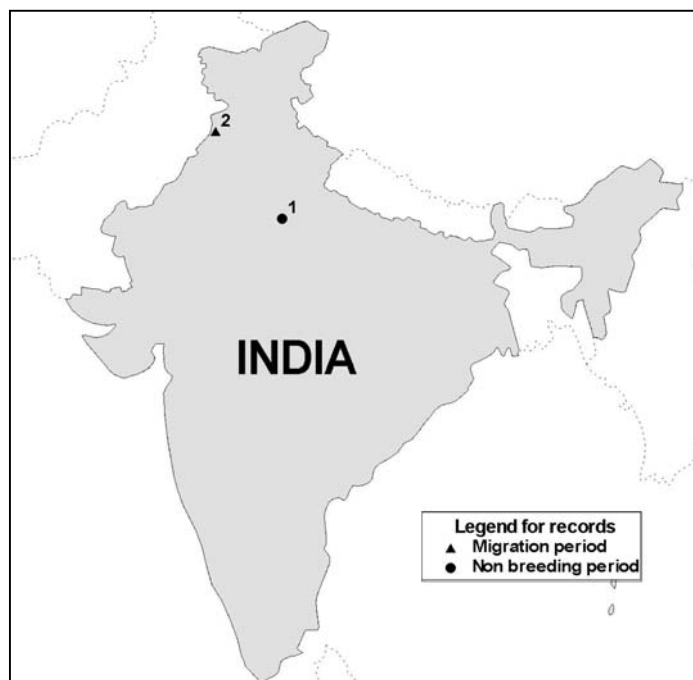 2
1
INDIA
Legend for records
▲ Migration period
● Non breeding period